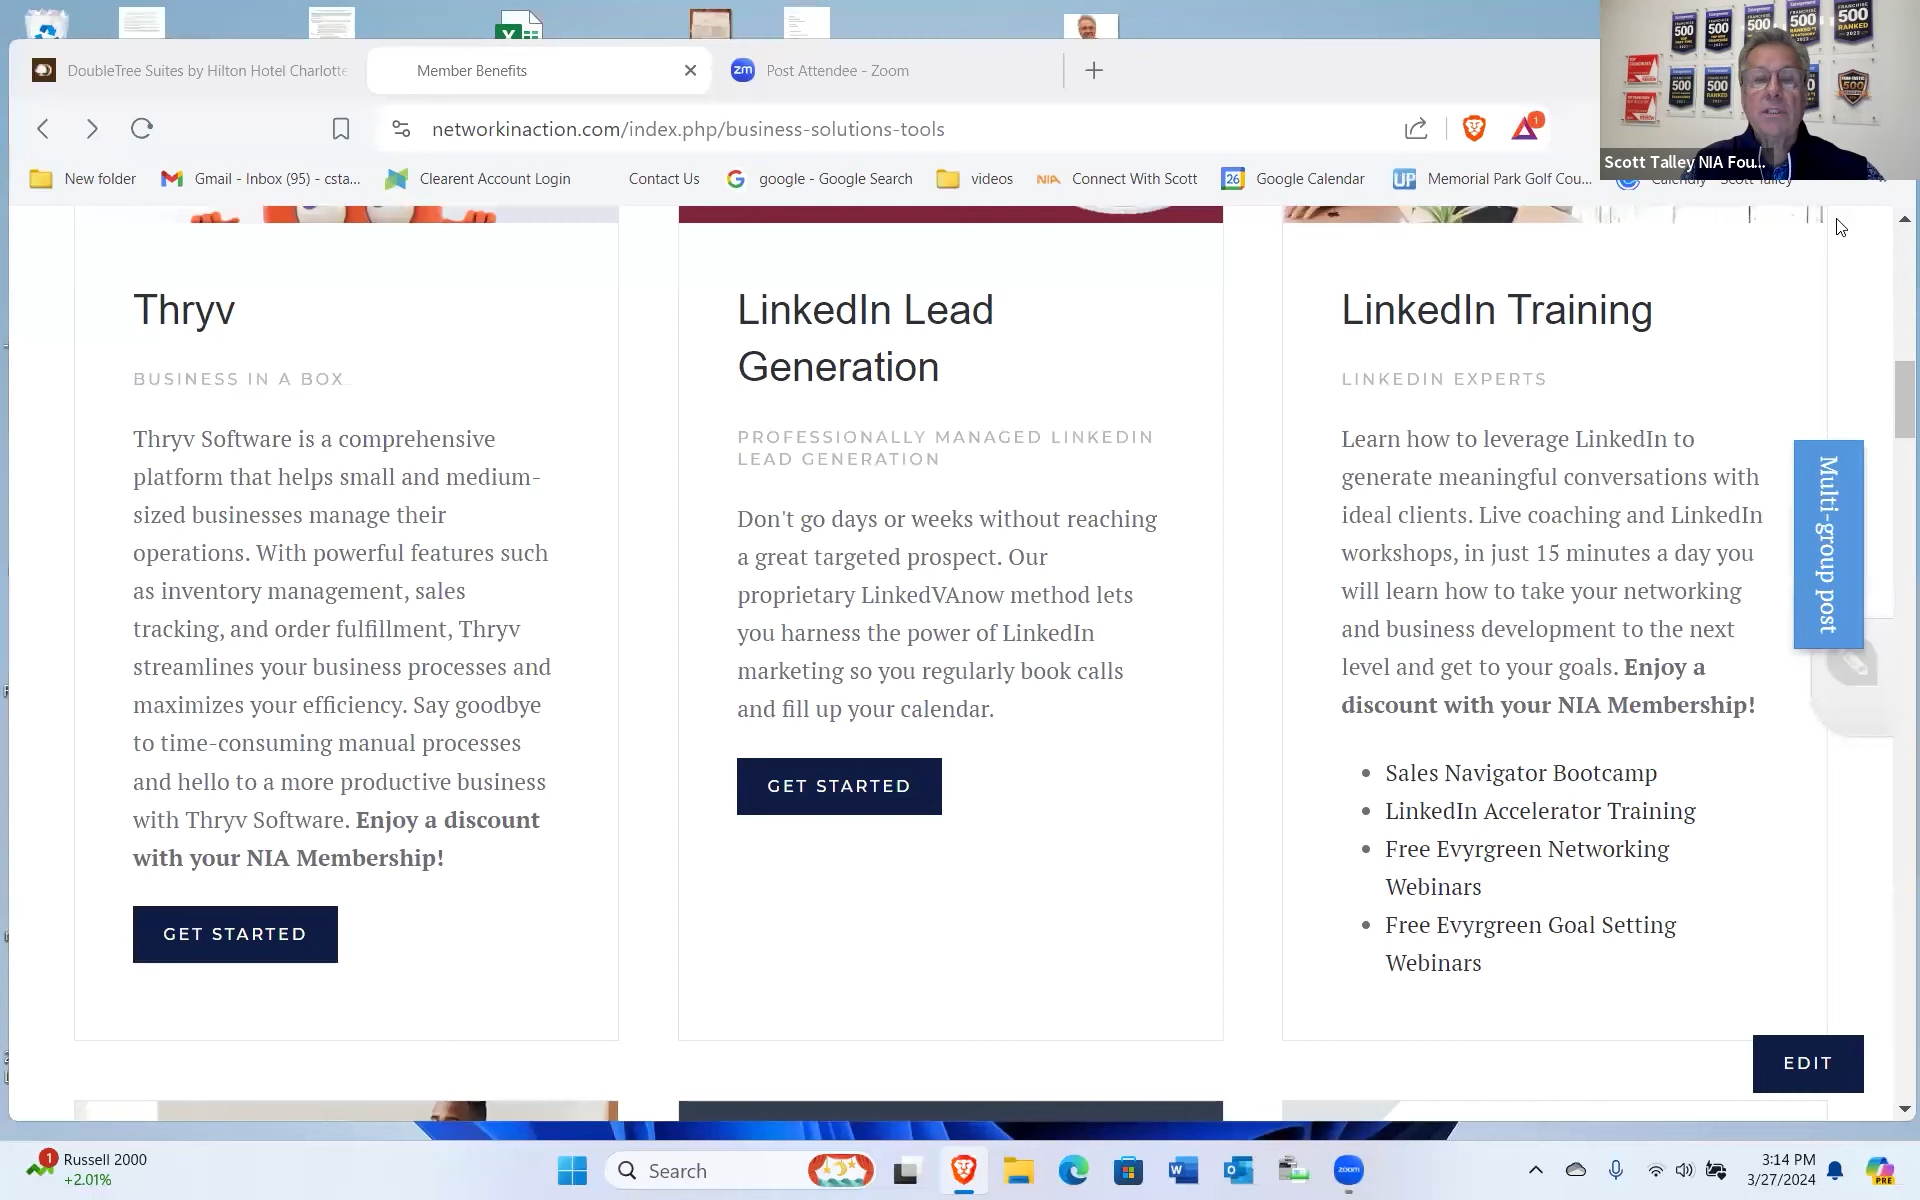 DoubleTree Suites by Hilton Hotel Charlotte
Member Benefits
zm
Post Attendee - Zoom
networkinaction.com/index.php/business-solutions-tools
1
Scott Talley NIA Fou...
New folder
Gmail - Inbox (95) - csta...
Clearent Account Login
Contact Us
google - Google Search
videos
NIA
Connect With Scott
26
Google Calendar
UP
Memorial Park Golf Cou...
Calendly - Scott Talley
Thryv
BUSINESS IN A BOX
Thryv Software is a comprehensive
platform that helps small and medium-
sized businesses manage their
operations. With powerful features such
as inventory management, sales
tracking, and order fulfillment, Thryv
streamlines your business processes and
maximizes your efficiency. Say goodbye
to time-consuming manual processes
and hello to a more productive business
with Thryv Software. Enjoy a discount
with your NIA Membership!
GET STARTED
LinkedIn Lead
Generation
PROFESSIONALLY MANAGED LINKEDIN
LEAD GENERATION
Don't go days or weeks without reaching
a great targeted prospect. Our
proprietary LinkedVAnow method lets
you harness the power of LinkedIn
marketing so you regularly book calls
and fill up your calendar.
GET STARTED
LinkedIn Training
LINKEDIN EXPERTS
Learn how to leverage LinkedIn to
generate meaningful conversations with
ideal clients. Live coaching and LinkedIn
workshops, in just 15 minutes a day you
will learn how to take your networking
and business development to the next
level and get to your goals. Enjoy a
discount with your NIA Membership!
Sales Navigator Bootcamp
LinkedIn Accelerator Training
Free Evyrgreen Networking
Webinars
Free Evyrgreen Goal Setting
Webinars
Multi-group post
EDIT
1
Russell 2000
+2.01%
Search
zoom
3:14 PM
3/27/2024
PRE